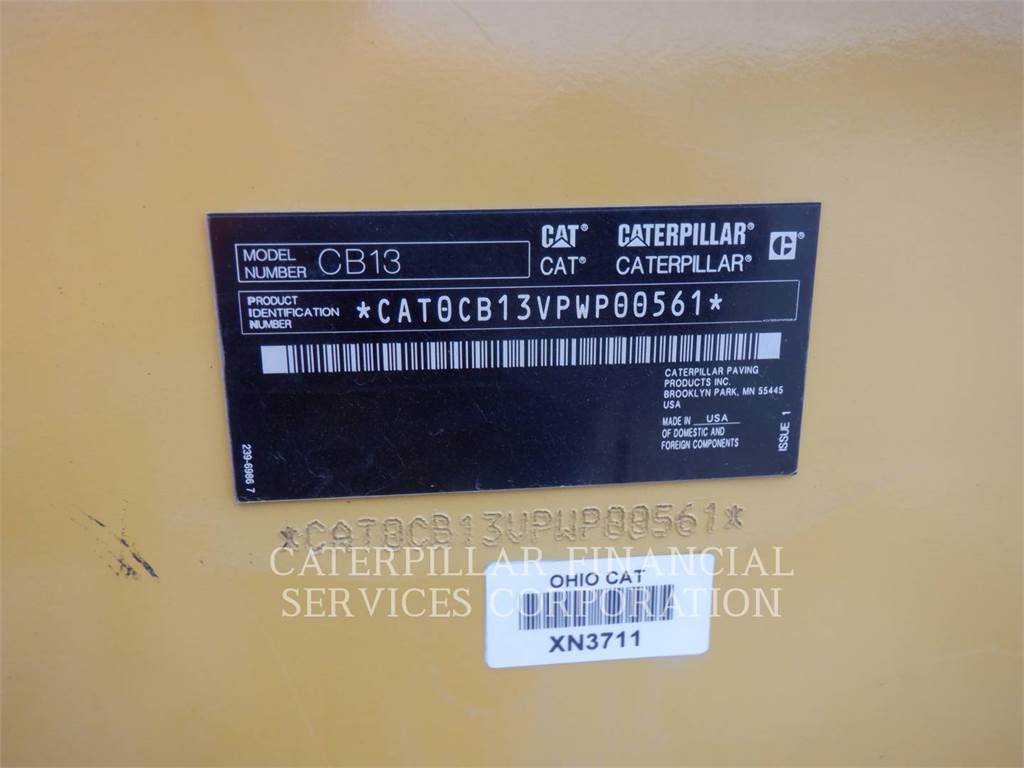 MODEL NUMBER CB13
CAT® CATERPILLAR®
CAT® CATERPILLAR®
PRODUCT
IDENTIFICATION
NUMBER
*CAT0CB13VPWP00561*
CATERPILLAR PAVING
PRODUCTS INC.
BROOKLYN PARK, MN 55445
USA
MADE IN USA
OF DOMESTIC AND
FOREIGN COMPONENTS
ISSUE 1
239-6986 7
*CAT0CB13VPWP00561*
CATERPILLAR FINANCIAL
SERVICES CORPORATION
OHIO CAT
XN3711